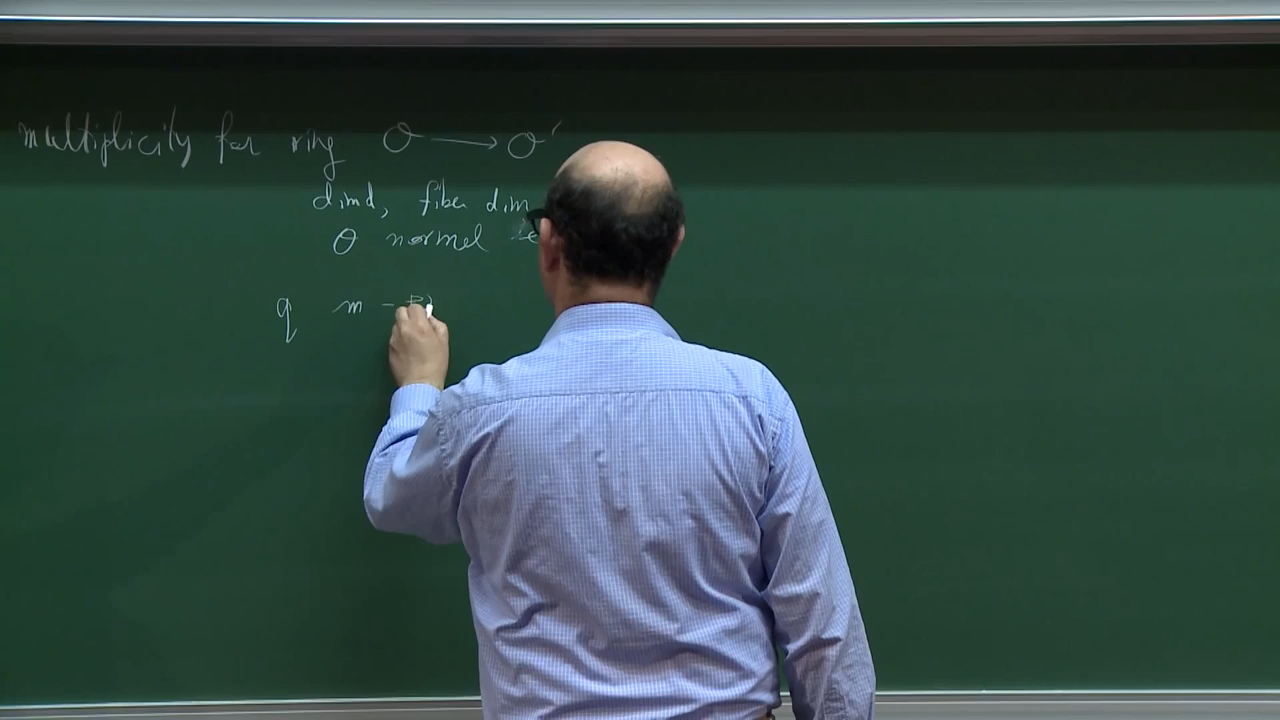 multiplicity for ring O ⟶ O′
dim d, fiber dim
O normal
q m - p